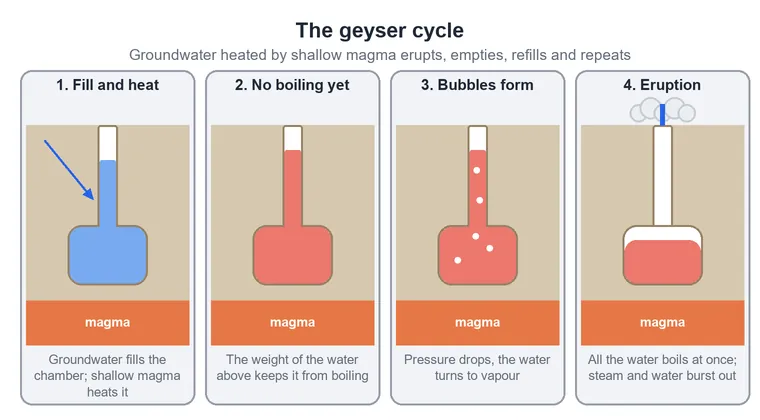 The geyser cycle
Groundwater heated by shallow magma erupts, empties, refills and repeats
1. Fill and heat
magma
Groundwater fills the
chamber; shallow magma
heats it
2. No boiling yet
magma
The weight of the water
above keeps it from boiling
3. Bubbles form
magma
Pressure drops, the water
turns to vapour
4. Eruption
magma
All the water boils at once;
steam and water burst out